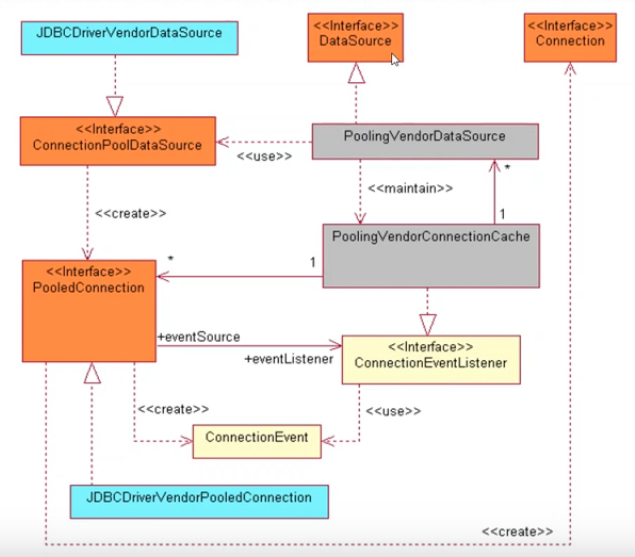 JDBCDriverVendorDataSource
<<Interface>>
DataSource
<<Interface>>
Connection
<<Interface>>
ConnectionPoolDataSource
PoolingVendorDataSource
<<use>>
<<maintain>>
*
<<create>>
1
PoolingVendorConnectionCache
*
1
<<Interface>>
PooledConnection
+eventSource
+eventListener
<<Interface>>
ConnectionEventListener
<<create>>
<<use>>
ConnectionEvent
JDBCDriverVendorPooledConnection
<<create>>